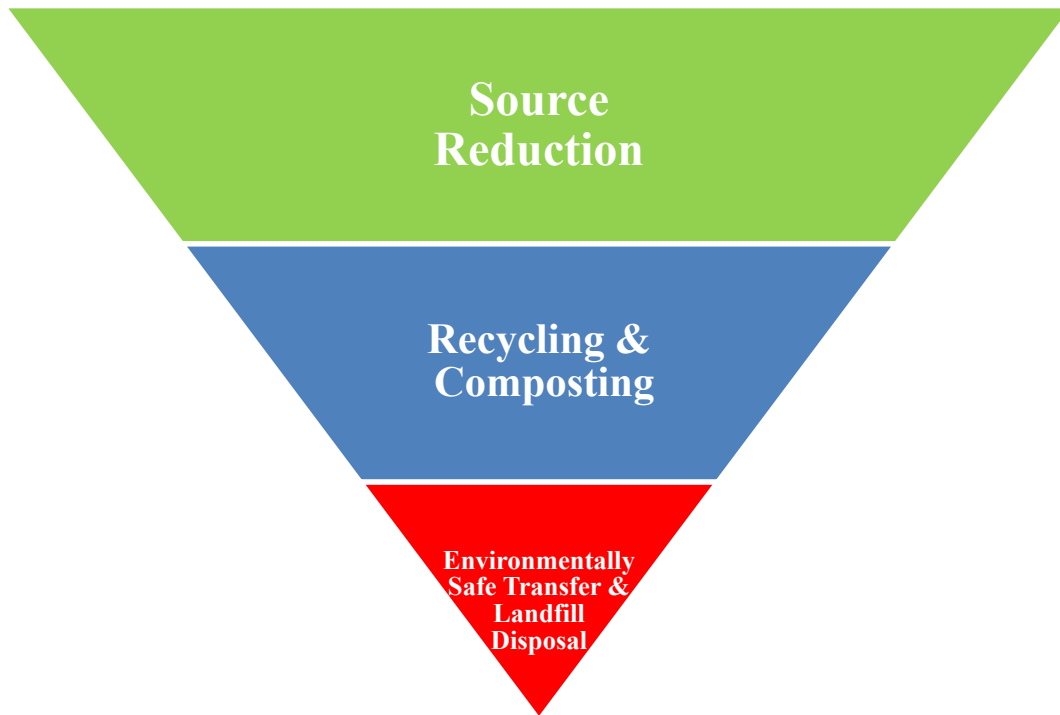 Source
Reduction
Recycling &
Composting
Environmentally
Safe Transfer &
Landfill
Disposal